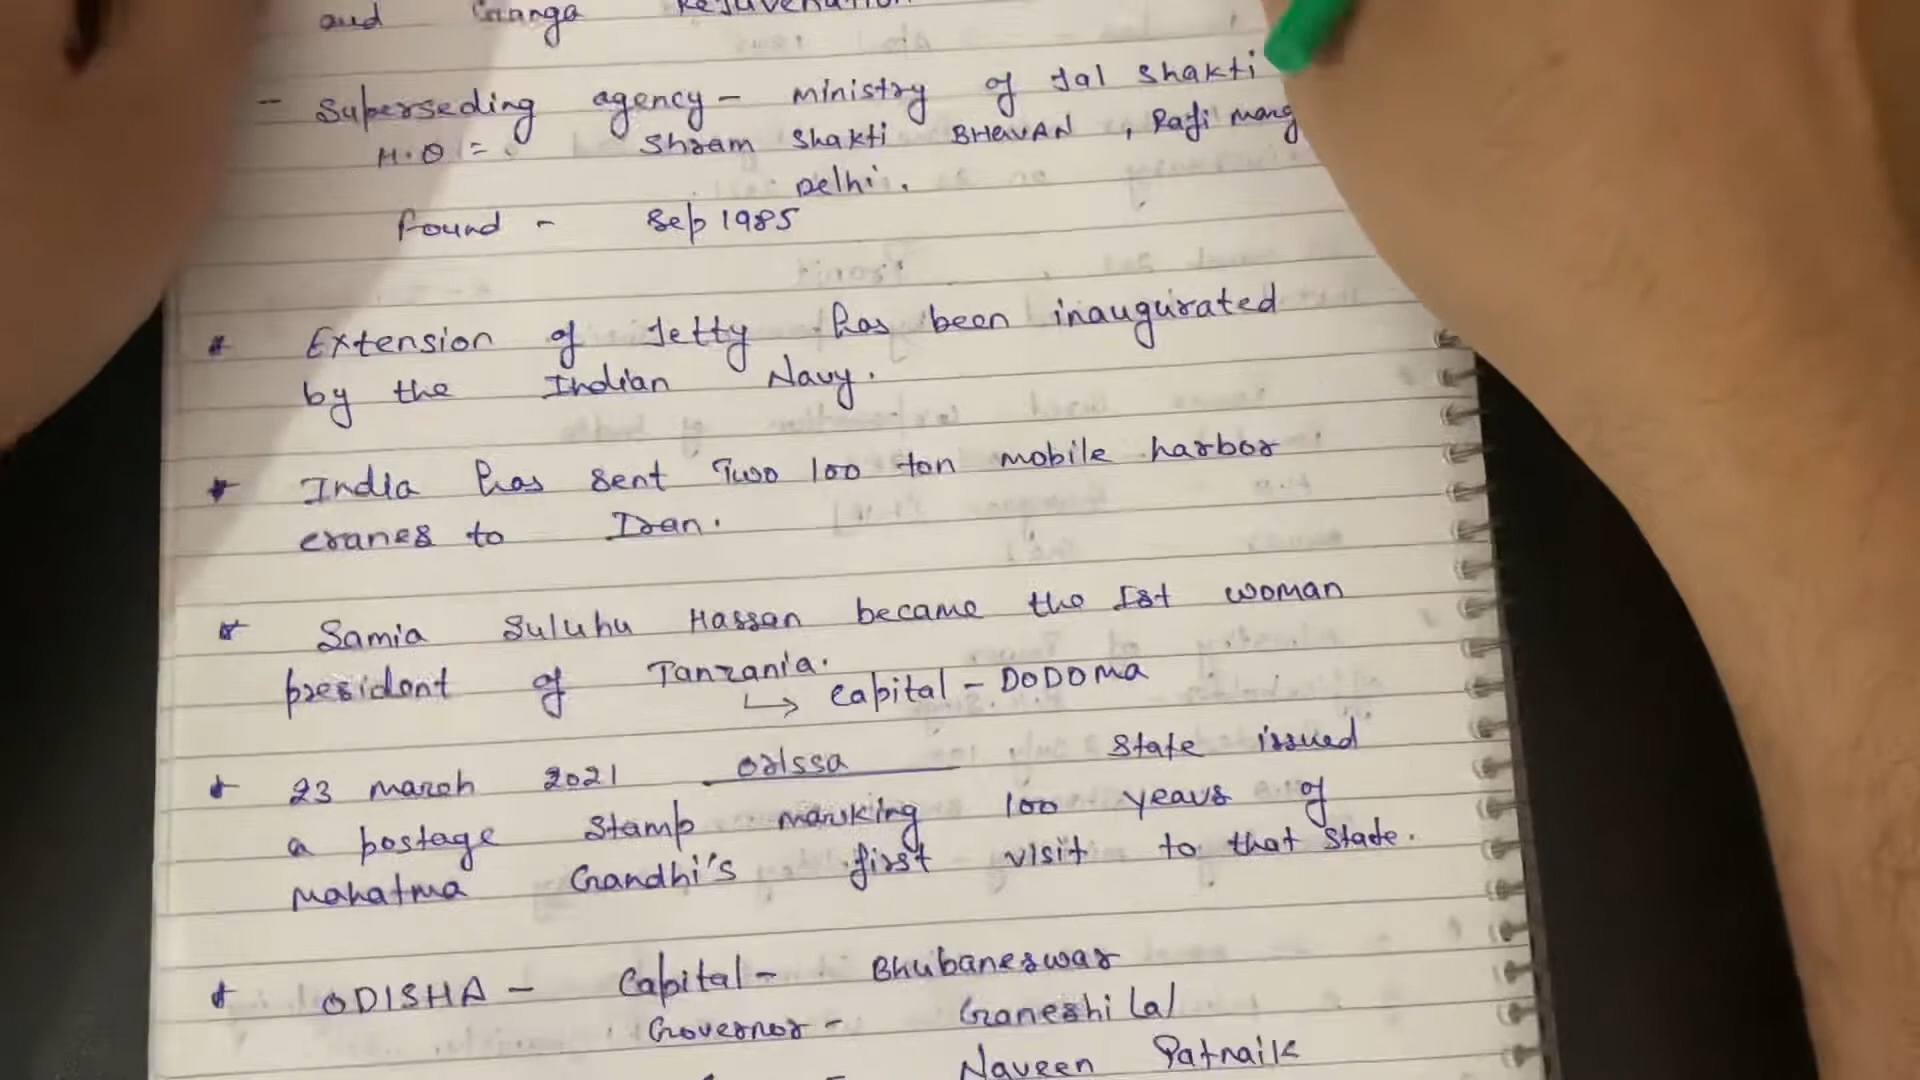 and Ganga Rejuvenation
- Superseding agency - ministry of Jal Shakti
H.O = Shram Shakti BHAVAN , Rafi marg
Delhi.
Found - Sep 1985
* Extension of Jetty has been inaugurated
by the Indian Navy.
* India has sent Two 100 ton mobile harbor
cranes to Iran.
* Samia Suluhu Hassan became the Ist woman
president of Tanzania.
↳ capital - DODOMA
* 23 march 2021 orissa State issued
a postage Stamp marking 100 years of
Mahatma Gandhi's first visit to that State.
* ODISHA - Capital - Bhubaneswar
Governor - Ganeshi Lal
Naveen Patnaik